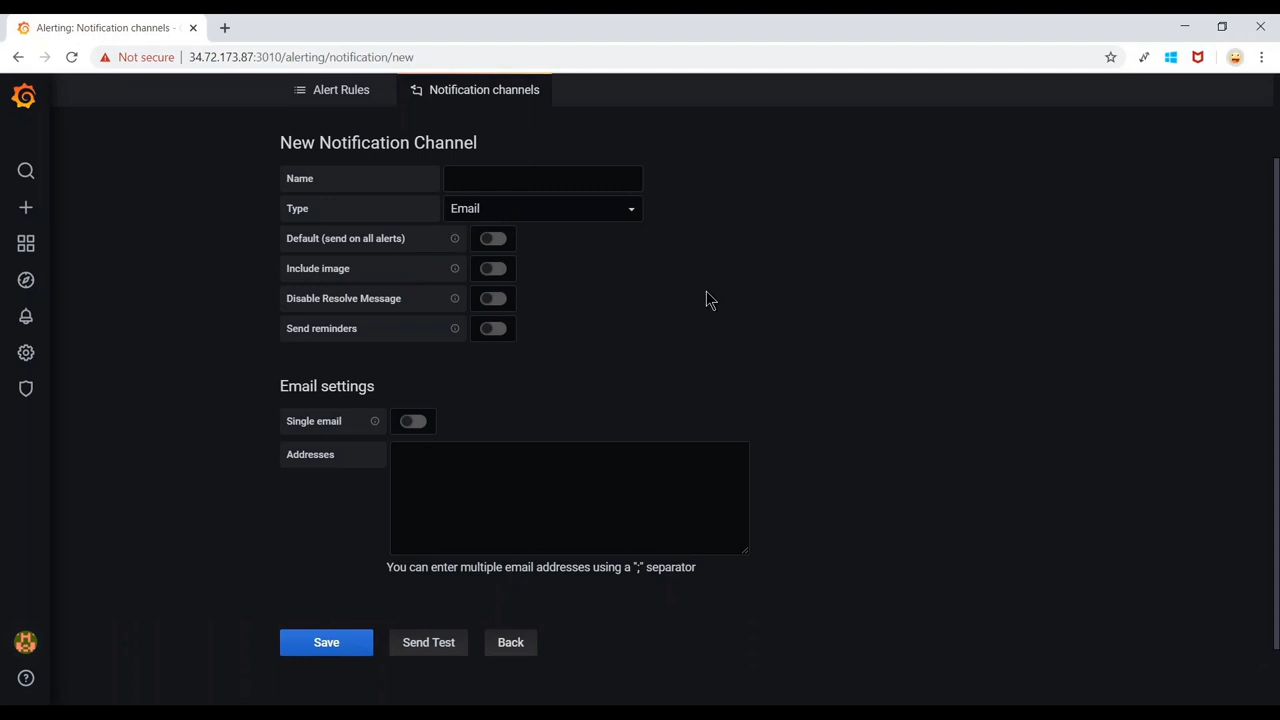 Alerting: Notification channels -
Not secure 34.72.173.87:3010/alerting/notification/new
Alert Rules Notification channels
New Notification Channel
Name
Type Email
Default (send on all alerts)
Include image
Disable Resolve Message
Send reminders
Email settings
Single email
Addresses
You can enter multiple email addresses using a ";" separator
Save Send Test Back